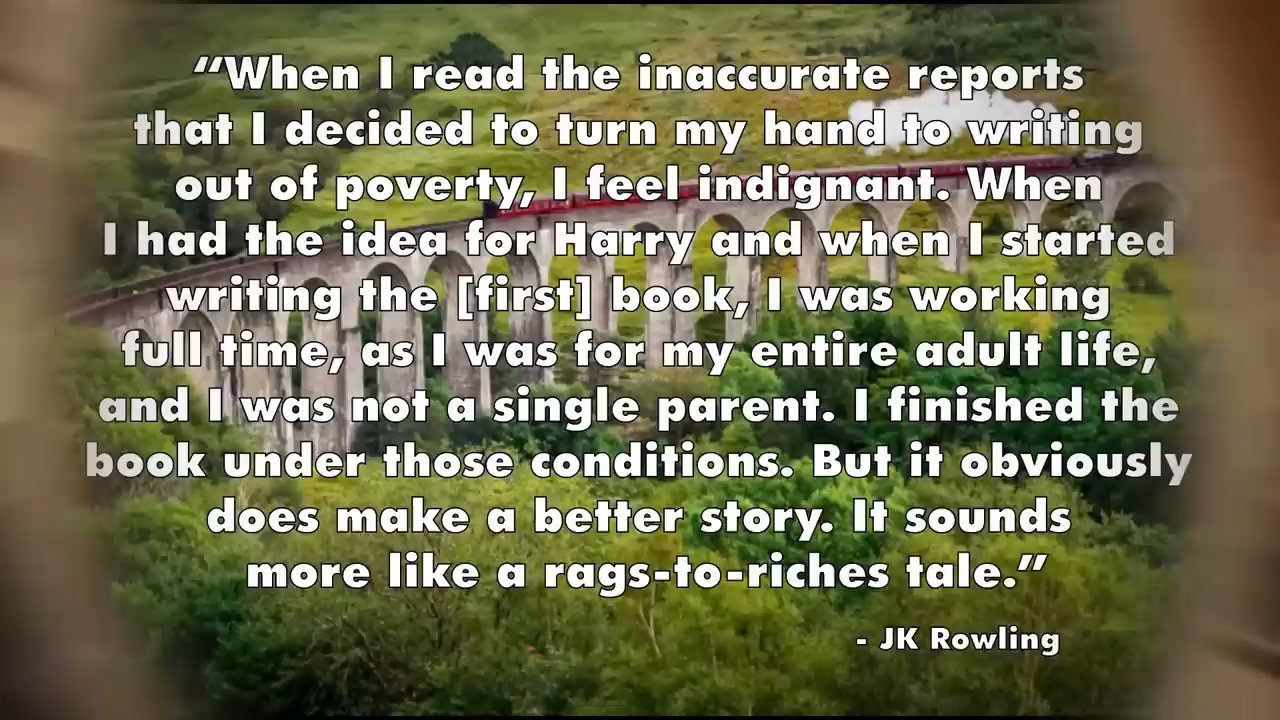 “When I read the inaccurate reports
that I decided to turn my hand to writing
out of poverty, I feel indignant. When
I had the idea for Harry and when I started
writing the [first] book, I was working
full time, as I was for my entire adult life,
and I was not a single parent. I finished the
book under those conditions. But it obviously
does make a better story. It sounds
more like a rags-to-riches tale.”
- JK Rowling